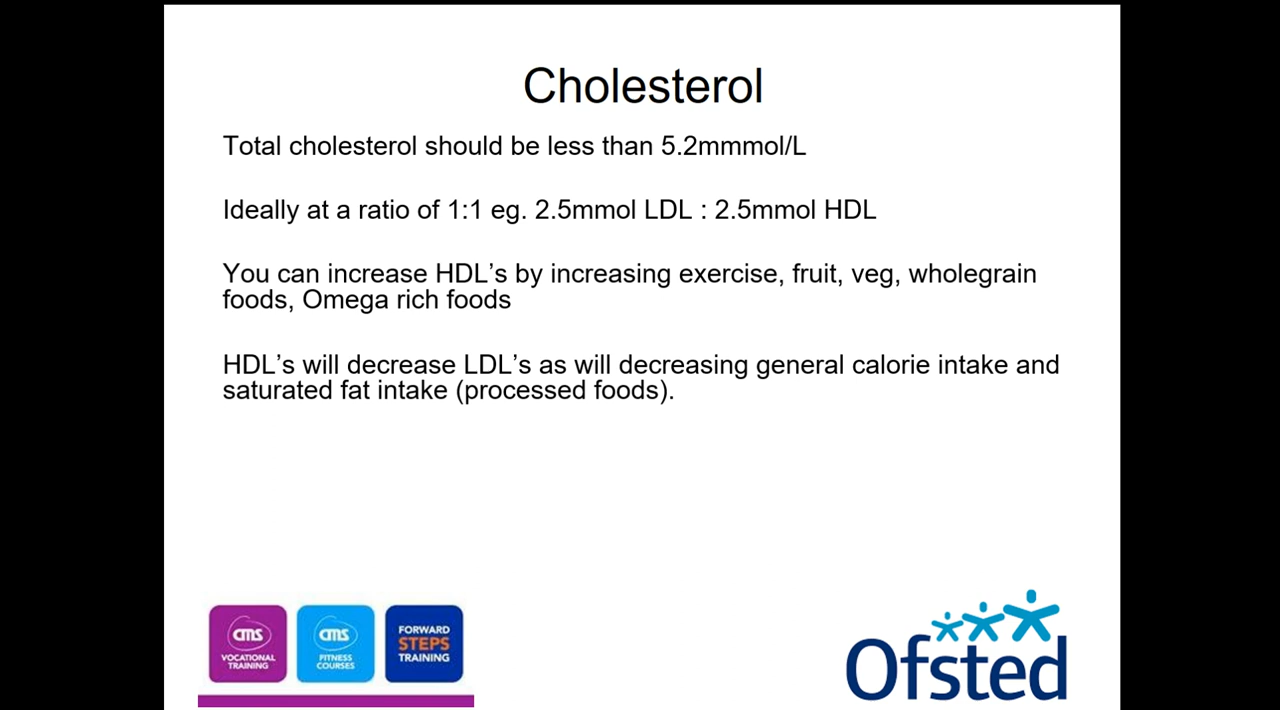 Cholesterol
Total cholesterol should be less than 5.2mmmol/L
Ideally at a ratio of 1:1 eg. 2.5mmol LDL : 2.5mmol HDL
You can increase HDL’s by increasing exercise, fruit, veg, wholegrain
foods, Omega rich foods
HDL’s will decrease LDL’s as will decreasing general calorie intake and
saturated fat intake (processed foods).
cms
VOCATIONAL
TRAINING
cms
FITNESS
COURSES
FORWARD
STEPS
TRAINING
Ofsted